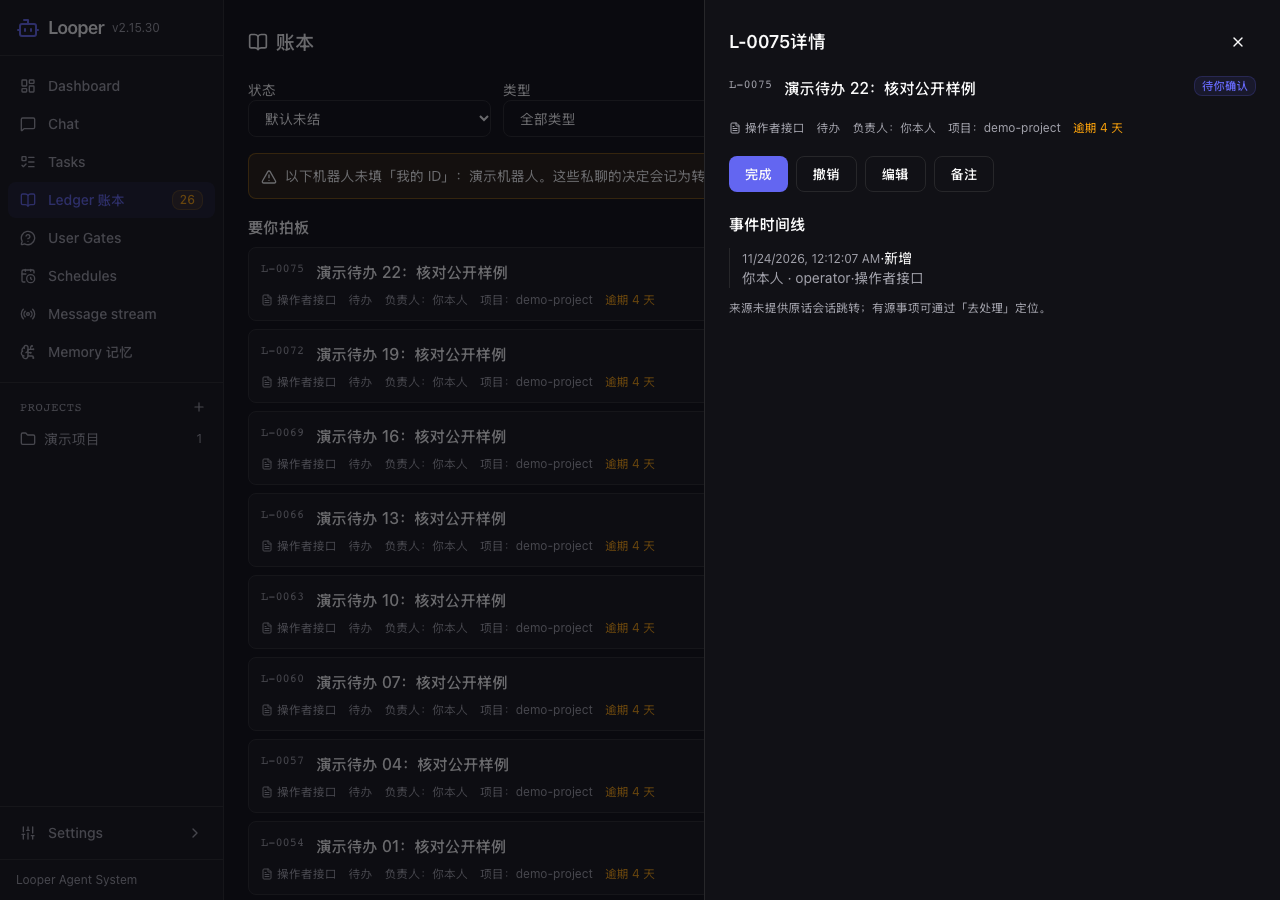 Looper v2.15.30
Dashboard
Chat
Tasks
Ledger 账本 26
User Gates
Schedules
Message stream
Memory 记忆
PROJECTS
演示项目 1
Settings
Looper Agent System
账本
状态
默认未结
类型
全部类型
以下机器人未填「我的 ID」：演示机器人。这些私聊的决定会记为转
要你拍板
L-0075 演示待办 22：核对公开样例
操作者接口 待办 负责人：你本人 项目：demo-project 逾期 4 天
L-0072 演示待办 19：核对公开样例
操作者接口 待办 负责人：你本人 项目：demo-project 逾期 4 天
L-0069 演示待办 16：核对公开样例
操作者接口 待办 负责人：你本人 项目：demo-project 逾期 4 天
L-0066 演示待办 13：核对公开样例
操作者接口 待办 负责人：你本人 项目：demo-project 逾期 4 天
L-0063 演示待办 10：核对公开样例
操作者接口 待办 负责人：你本人 项目：demo-project 逾期 4 天
L-0060 演示待办 07：核对公开样例
操作者接口 待办 负责人：你本人 项目：demo-project 逾期 4 天
L-0057 演示待办 04：核对公开样例
操作者接口 待办 负责人：你本人 项目：demo-project 逾期 4 天
L-0054 演示待办 01：核对公开样例
操作者接口 待办 负责人：你本人 项目：demo-project 逾期 4 天
L-0075详情
L-0075 演示待办 22：核对公开样例 待你确认
操作者接口 待办 负责人：你本人 项目：demo-project 逾期 4 天
完成 撤销 编辑 备注
事件时间线
11/24/2026, 12:12:07 AM·新增
你本人 · operator·操作者接口
来源未提供原话会话跳转；有源事项可通过「去处理」定位。